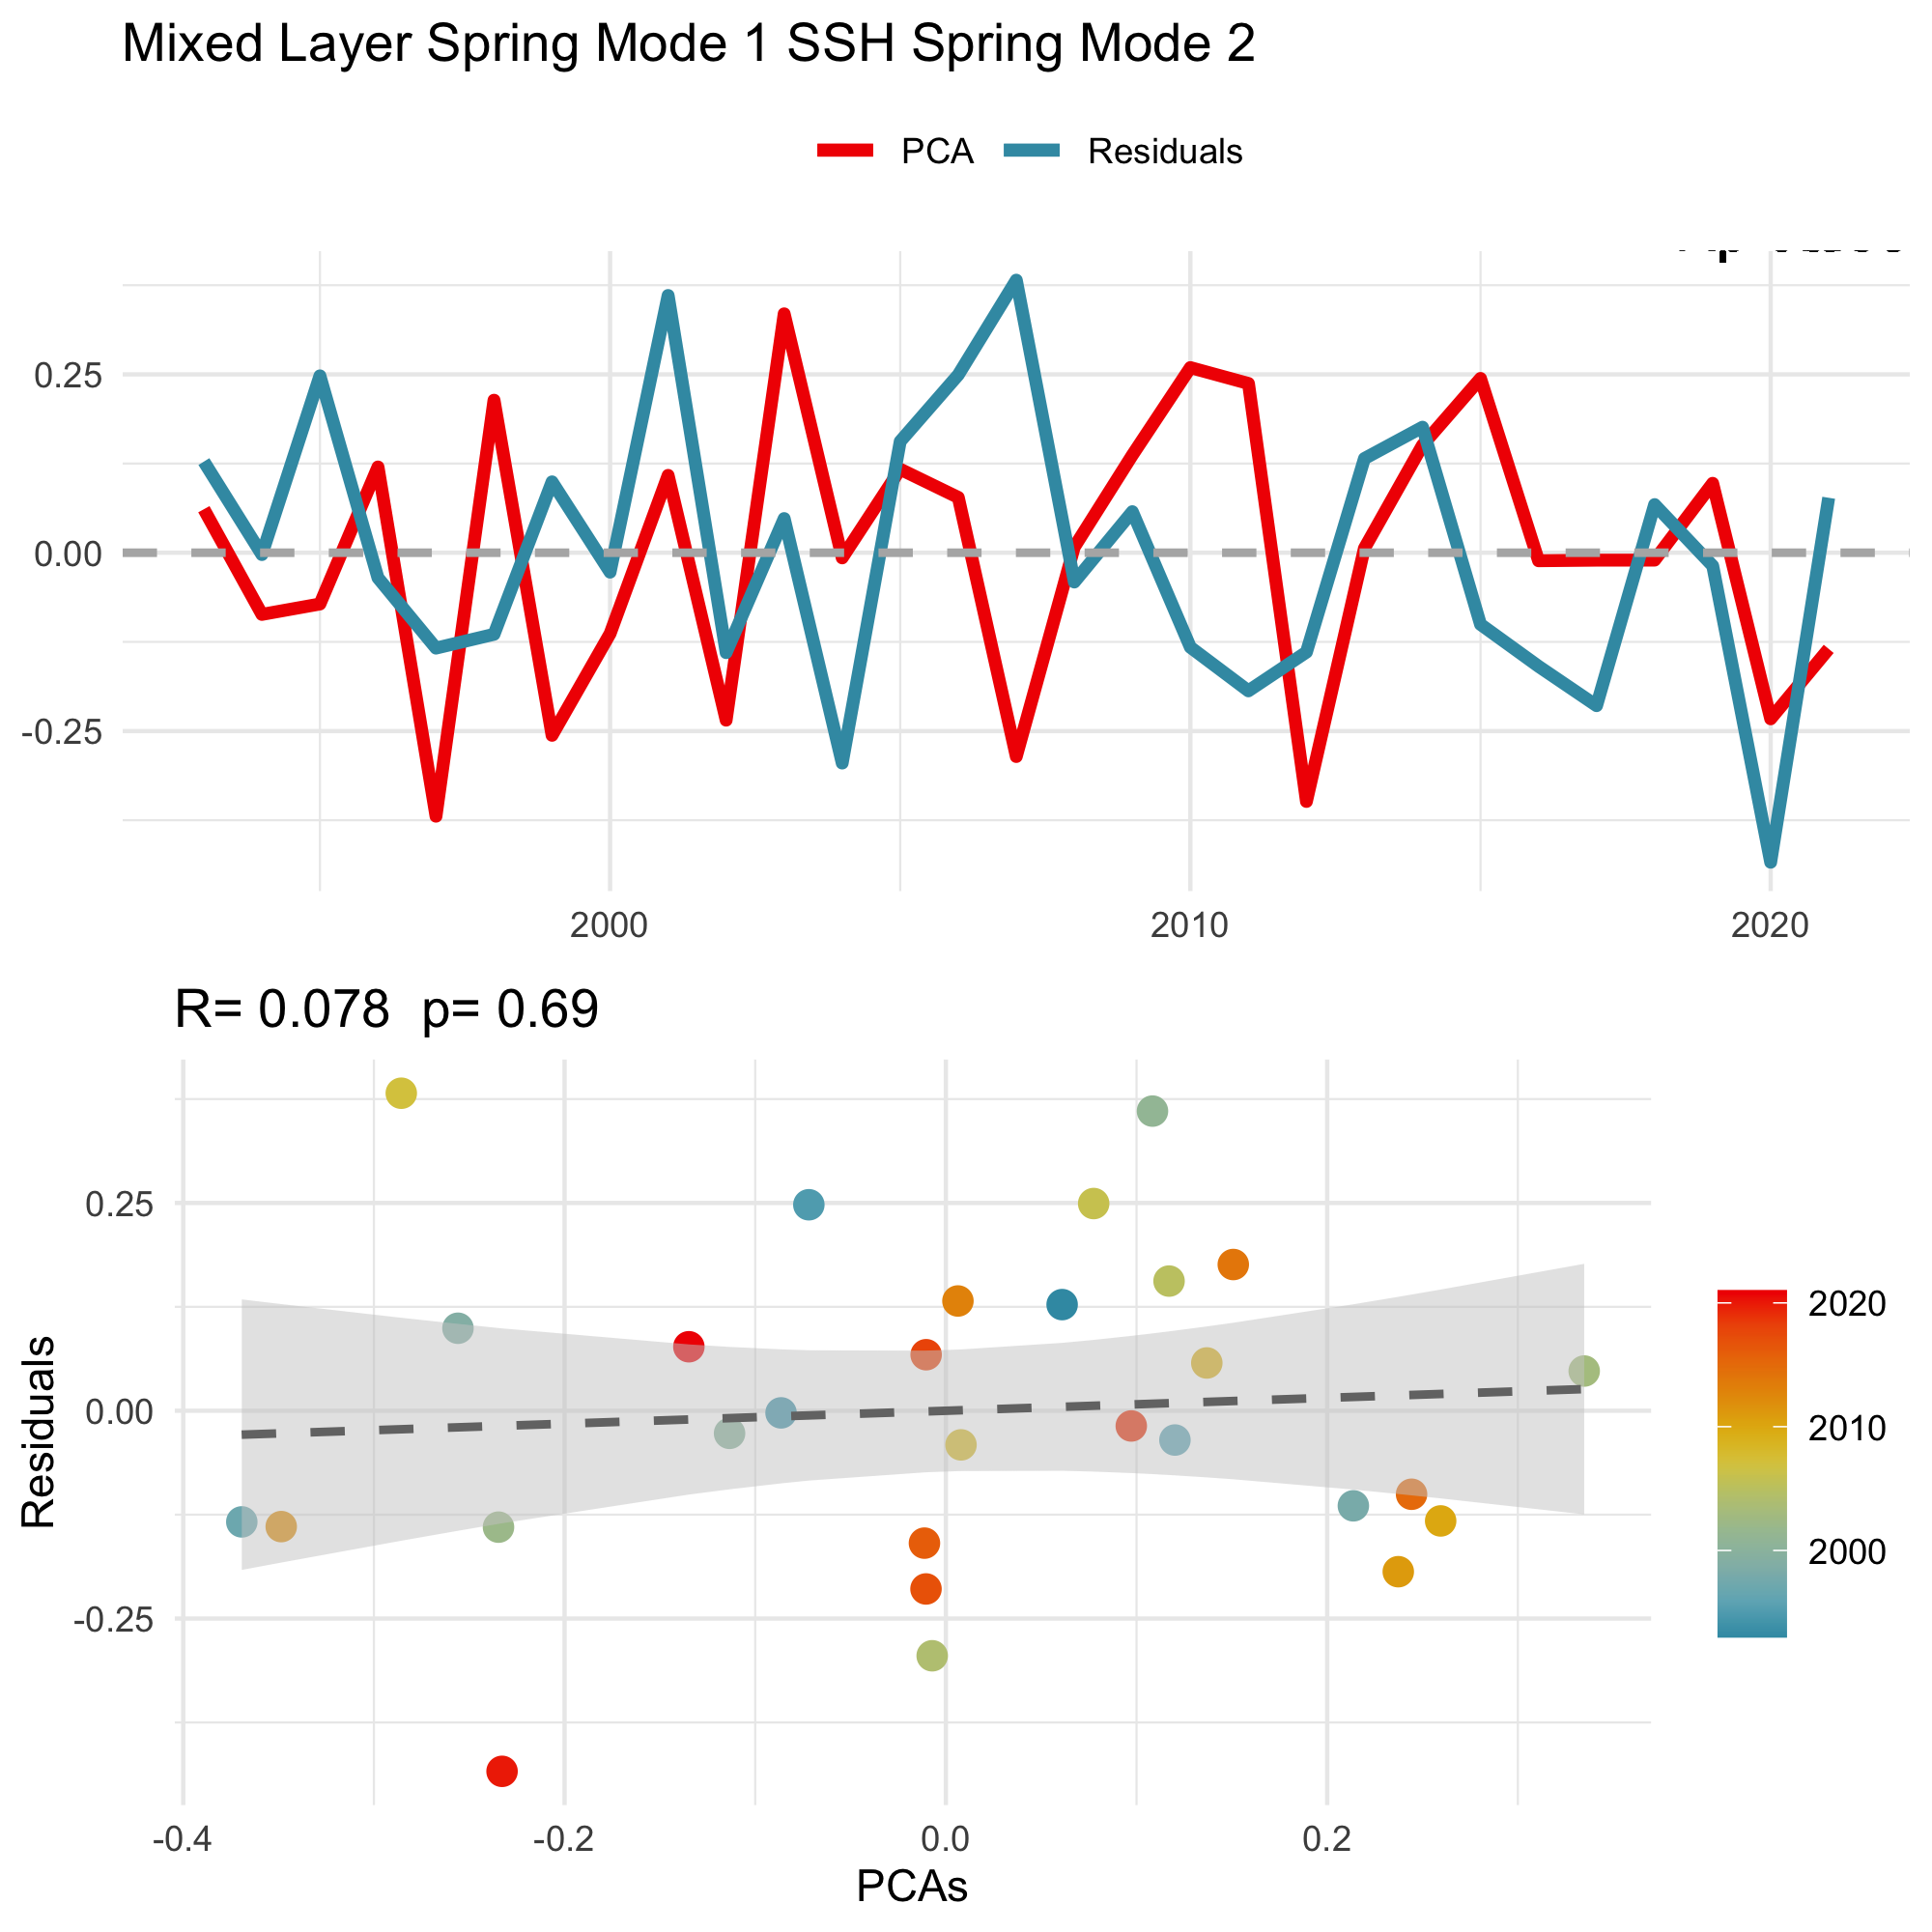 Mixed Layer Spring Mode 1 SSH Spring Mode 2
PCA Residuals
0.25
0.00
-0.25
2000 2010 2020
R= 0.078 p= 0.69
Residuals
0.25
0.00
-0.25
-0.4 -0.2 0.0 0.2
PCAs
2020
2010
2000